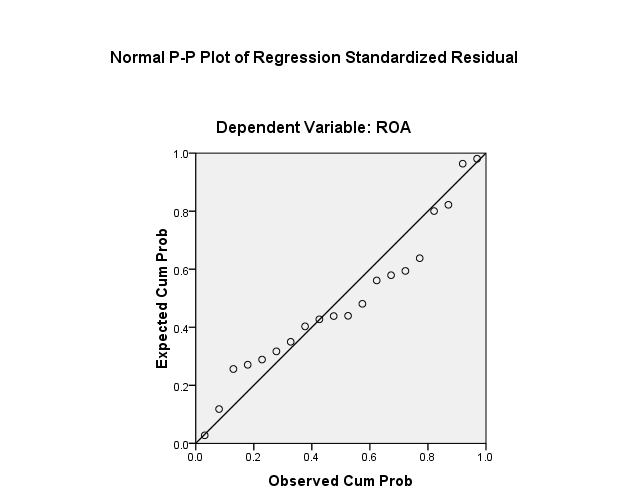 Normal P-P Plot of Regression Standardized Residual
Dependent Variable: ROA
1.0
0.8
0.6
0.4
0.2
0.0
Expected Cum Prob
0.0 0.2 0.4 0.6 0.8 1.0
Observed Cum Prob